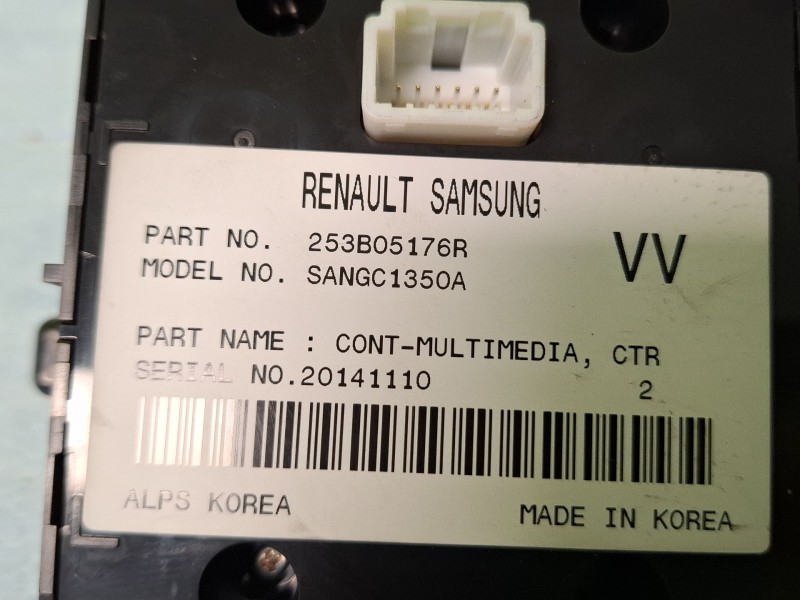 RENAULT SAMSUNG
PART NO. 253B05176R
VV
MODEL NO. SANGC1350A
PART NAME : CONT-MULTIMEDIA, CTR
SERIAL NO.20141110 2
ALPS KOREA
MADE IN KOREA